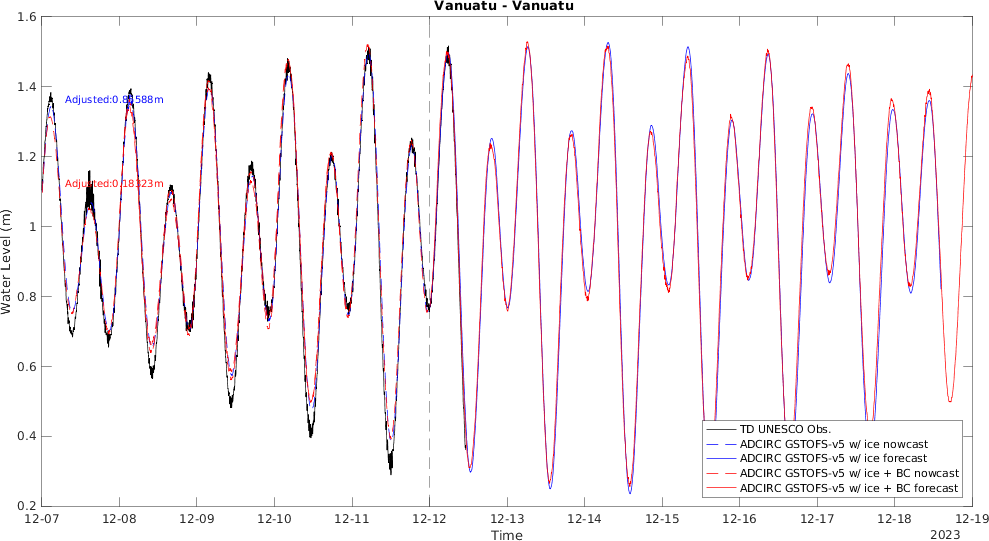 Vanuatu - Vanuatu
1.6
1.4
1.2
1
0.8
0.6
0.4
0.2
Water Level (m)
Adjusted:0.18323m
TD UNESCO Obs.
ADCIRC GSTOFS-v5 w/ ice nowcast
ADCIRC GSTOFS-v5 w/ ice forecast
ADCIRC GSTOFS-v5 w/ ice + BC nowcast
ADCIRC GSTOFS-v5 w/ ice + BC forecast
12-07 12-08 12-09 12-10 12-11 12-12 12-13 12-14 12-15 12-16 12-17 12-18 12-19
Time
2023